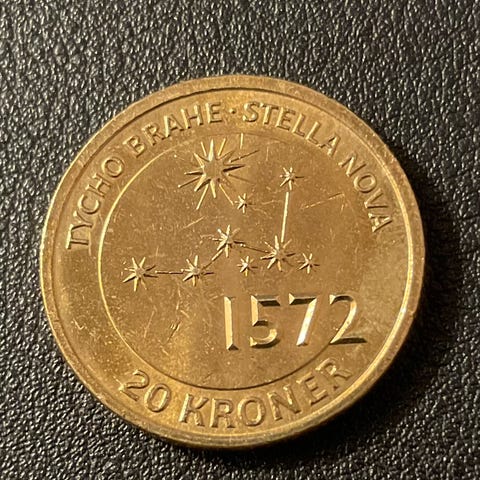 TYCHO BRAHE · STELLA NOVA
1572
20 KRONER